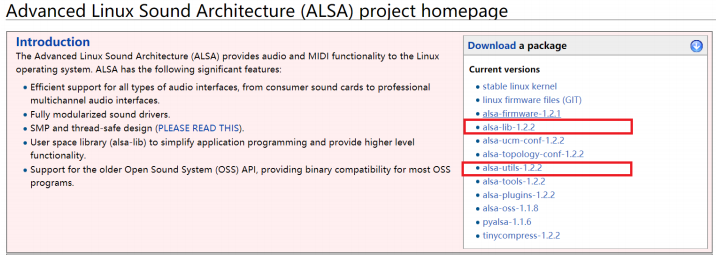 Advanced Linux Sound Architecture (ALSA) project homepage
Introduction
The Advanced Linux Sound Architecture (ALSA) provides audio and MIDI functionality to the Linux
operating system. ALSA has the following significant features:
Efficient support for all types of audio interfaces, from consumer sound cards to professional
multichannel audio interfaces.
Fully modularized sound drivers.
SMP and thread-safe design (PLEASE READ THIS).
User space library (alsa-lib) to simplify application programming and provide higher level
functionality.
Support for the older Open Sound System (OSS) API, providing binary compatibility for most OSS
programs.
Download a package
Current versions
stable linux kernel
linux firmware files (GIT)
alsa-firmware-1.2.1
alsa-lib-1.2.2
alsa-ucm-conf-1.2.2
alsa-topology-conf-1.2.2
alsa-utils-1.2.2
alsa-tools-1.2.2
alsa-plugins-1.2.2
alsa-oss-1.1.8
pyalsa-1.1.6
tinycompress-1.2.2